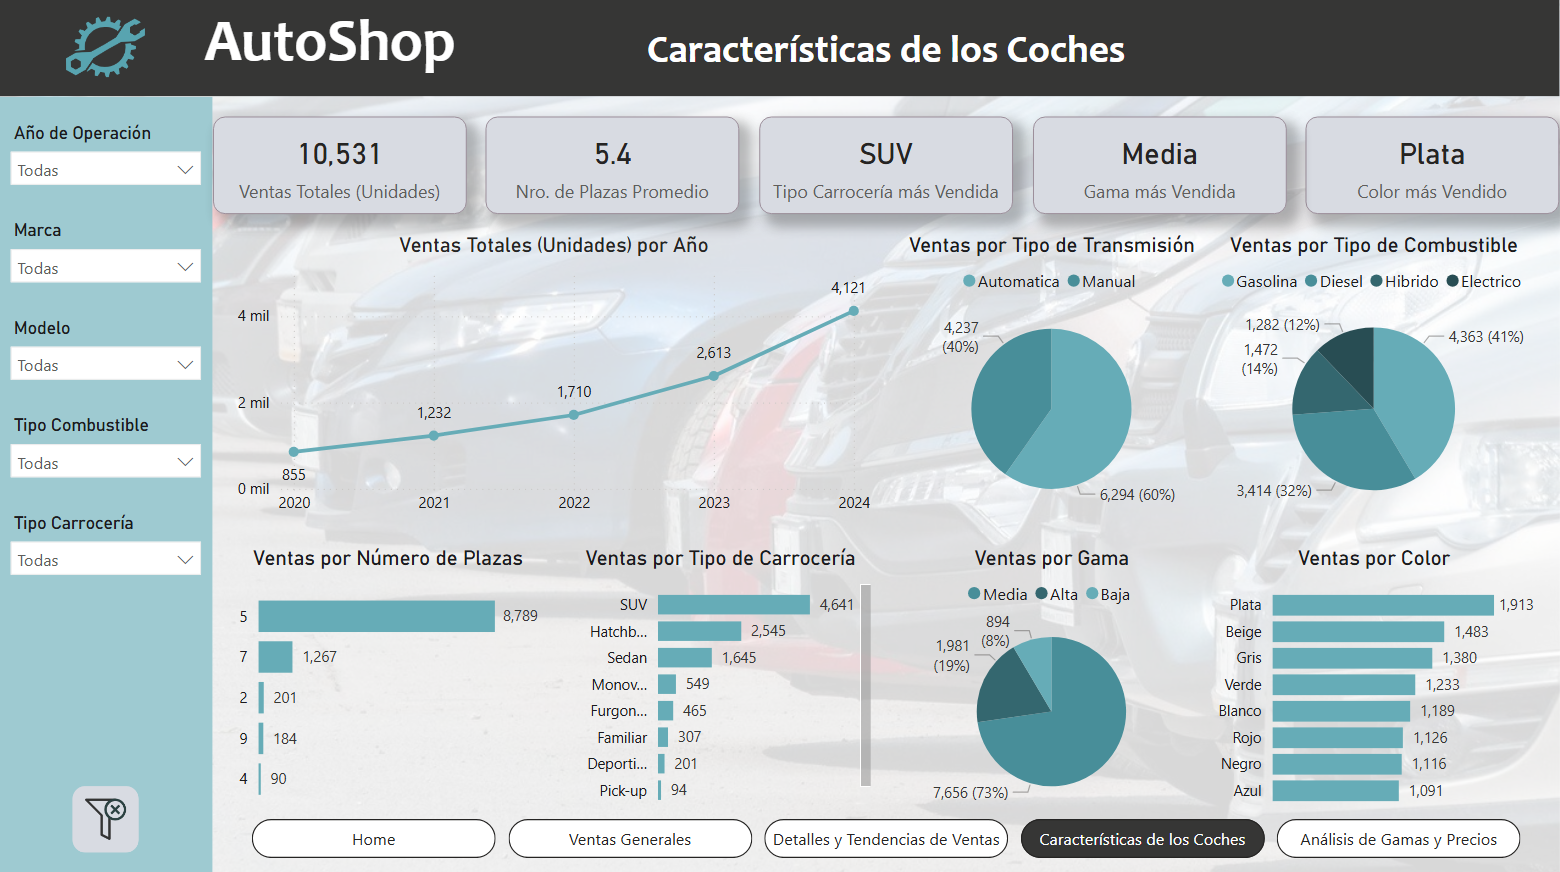 AutoShop
Características de los Coches
Año de Operación
Todas
Marca
Todas
Modelo
Todas
Tipo Combustible
Todas
Tipo Carrocería
Todas
10,531
Ventas Totales (Unidades)
5.4
Nro. de Plazas Promedio
SUV
Tipo Carrocería más Vendida
Media
Gama más Vendida
Plata
Color más Vendido
Ventas Totales (Unidades) por Año
4 mil
2 mil
0 mil
855
1,232
1,710
2,613
4,121
2020
2021
2022
2023
2024
Ventas por Tipo de Transmisión
Automatica
Manual
4,237
(40%)
6,294 (60%)
Ventas por Tipo de Combustible
Gasolina
Diesel
Hibrido
Electrico
1,282 (12%)
1,472
(14%)
4,363 (41%)
3,414 (32%)
Ventas por Número de Plazas
5 8,789
7 1,267
2 201
9 184
4 90
Ventas por Tipo de Carrocería
SUV 4,641
Hatchb... 2,545
Sedan 1,645
Monov... 549
Furgon... 465
Familiar 307
Deporti... 201
Pick-up 94
Ventas por Gama
Media
Alta
Baja
894
(8%)
1,981
(19%)
7,656 (73%)
Ventas por Color
Plata 1,913
Beige 1,483
Gris 1,380
Verde 1,233
Blanco 1,189
Rojo 1,126
Negro 1,116
Azul 1,091
Home
Ventas Generales
Detalles y Tendencias de Ventas
Características de los Coches
Análisis de Gamas y Precios